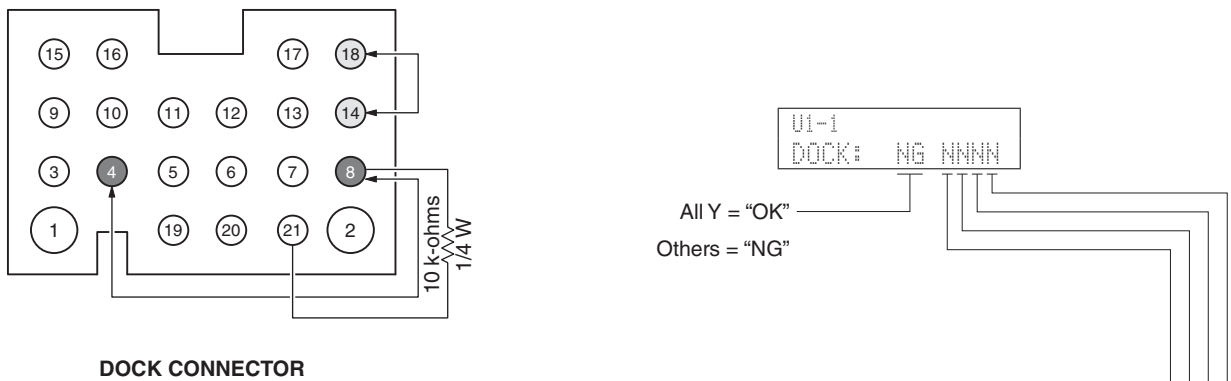 15 16 17 18
9 10 11 12 13 14
3 4 5 6 7 8
1 19 20 21 2
10 k-ohms
1/4 W
DOCK CONNECTOR
U1-1
DOCK: NG NNNN
All Y = “OK”
Others = “NG”